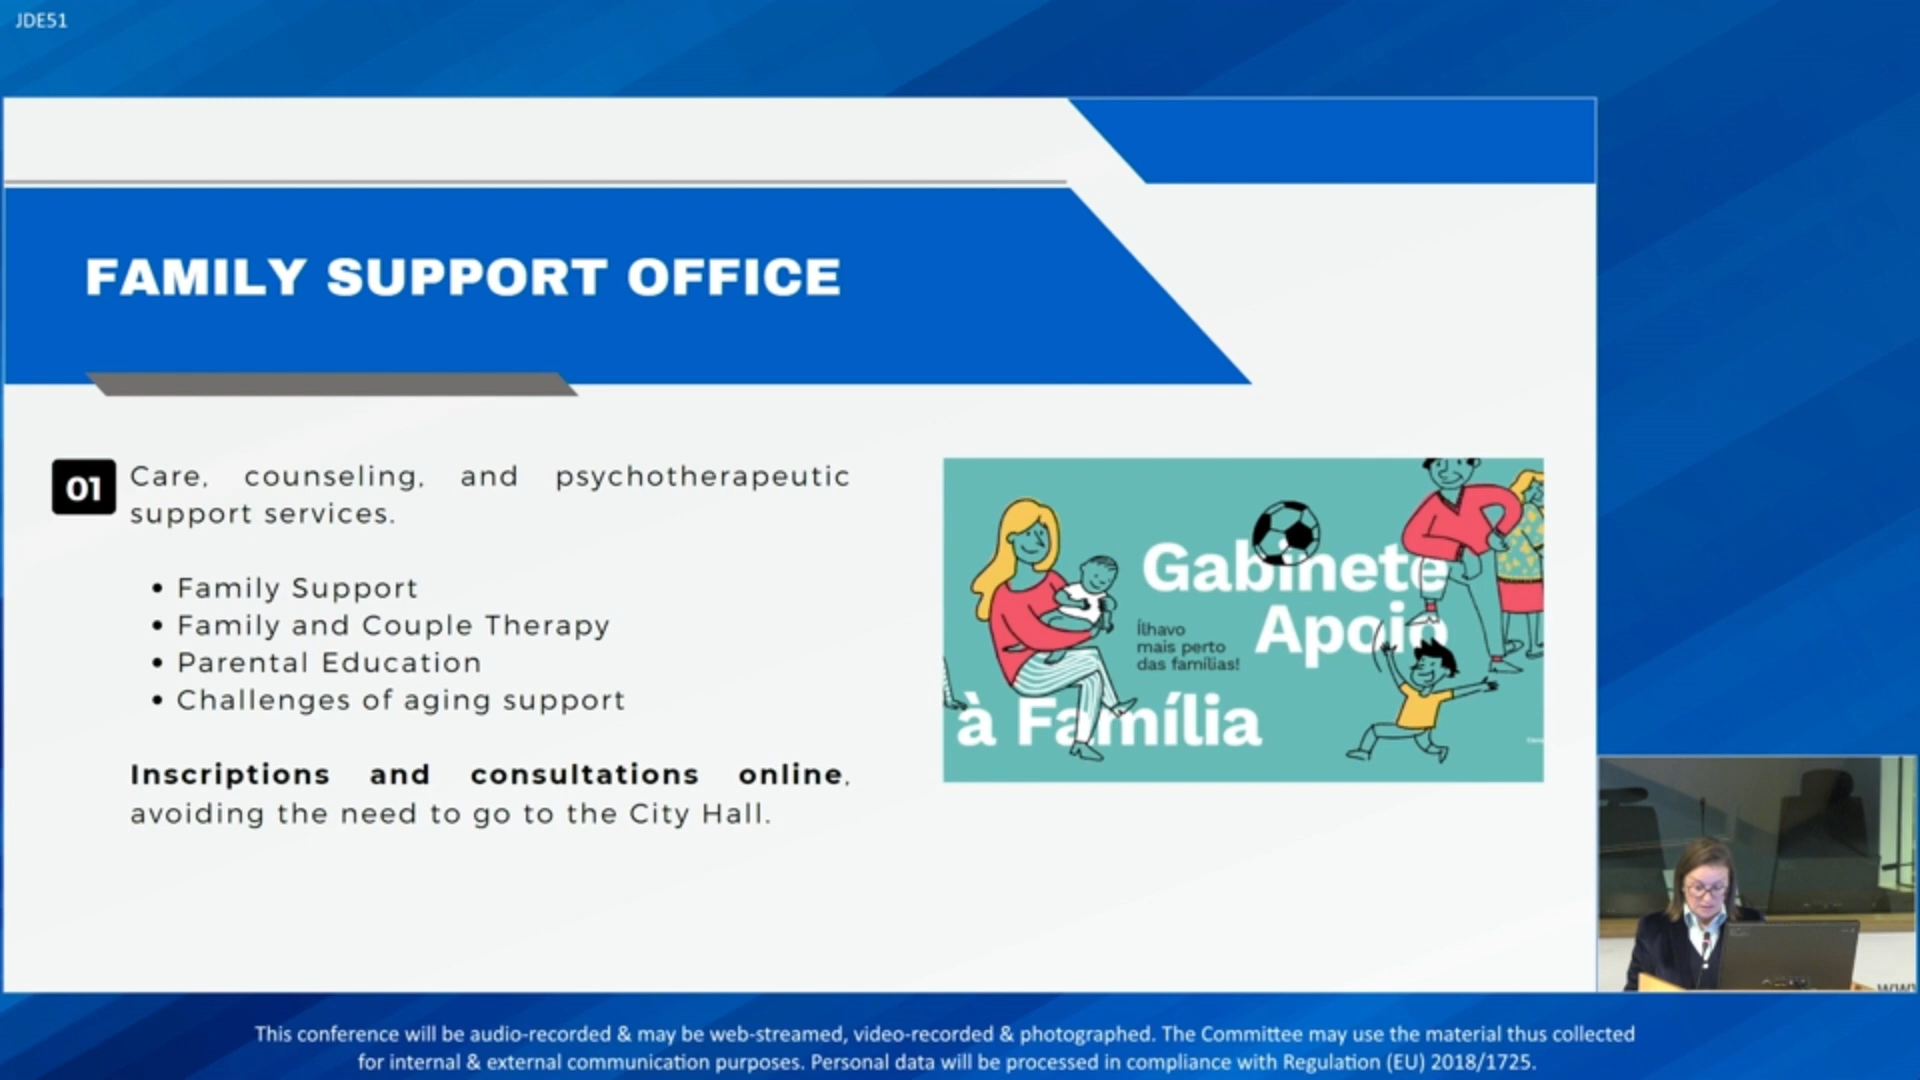 JDE51
FAMILY SUPPORT OFFICE
01
Care, counseling, and psychotherapeutic
support services.
• Family Support
• Family and Couple Therapy
• Parental Education
• Challenges of aging support
Inscriptions and consultations online,
avoiding the need to go to the City Hall.
Gabinete
Apoio
Ílhavo
mais perto
das famílias!
à Família
This conference will be audio-recorded & may be web-streamed, video-recorded & photographed. The Committee may use the material thus collected
for internal & external communication purposes. Personal data will be processed in compliance with Regulation (EU) 2018/1725.